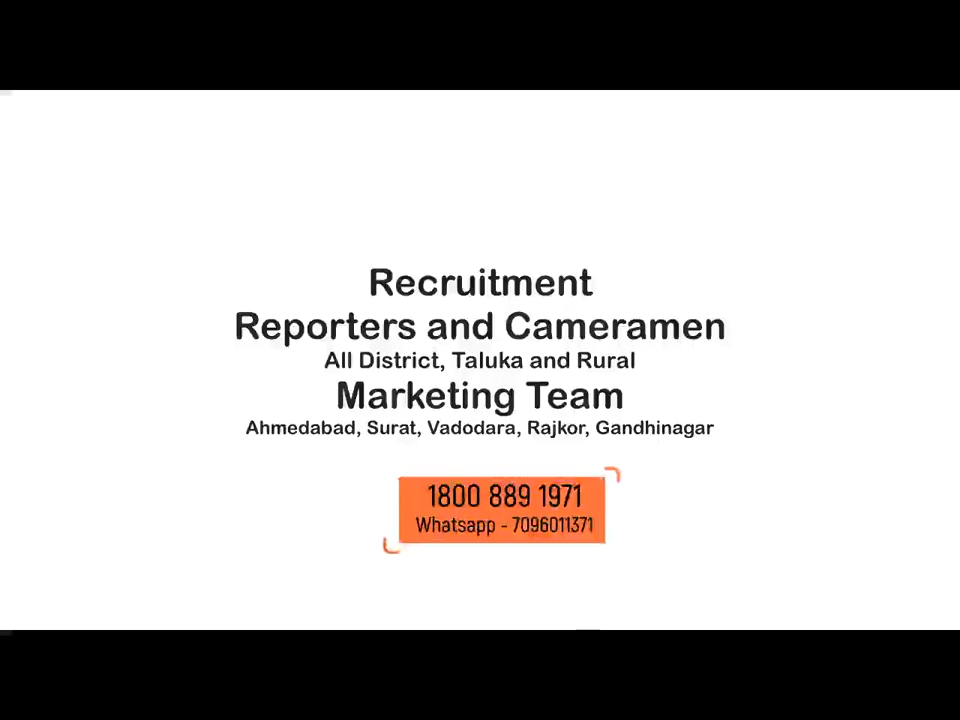 Recruitment
Reporters and Cameramen
All District, Taluka and Rural
Marketing Team
Ahmedabad, Surat, Vadodara, Rajkor, Gandhinagar
1800 889 1971
Whatsapp - 7096011371